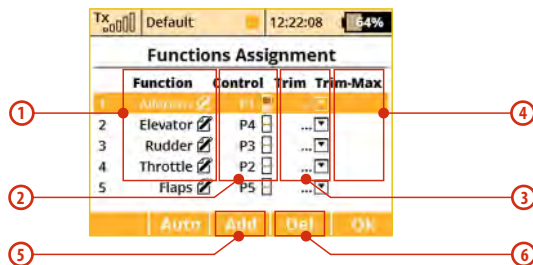 Tx Default 12:22:08 64%
Functions Assignment
Function Control Trim Trim-Max
1 Ailerons P1 ...
2 Elevator P4 ...
3 Rudder P3 ...
4 Throttle P2 ...
5 Flaps P5 ...
Auto Add Del Ok
1
2
3
4
5
6